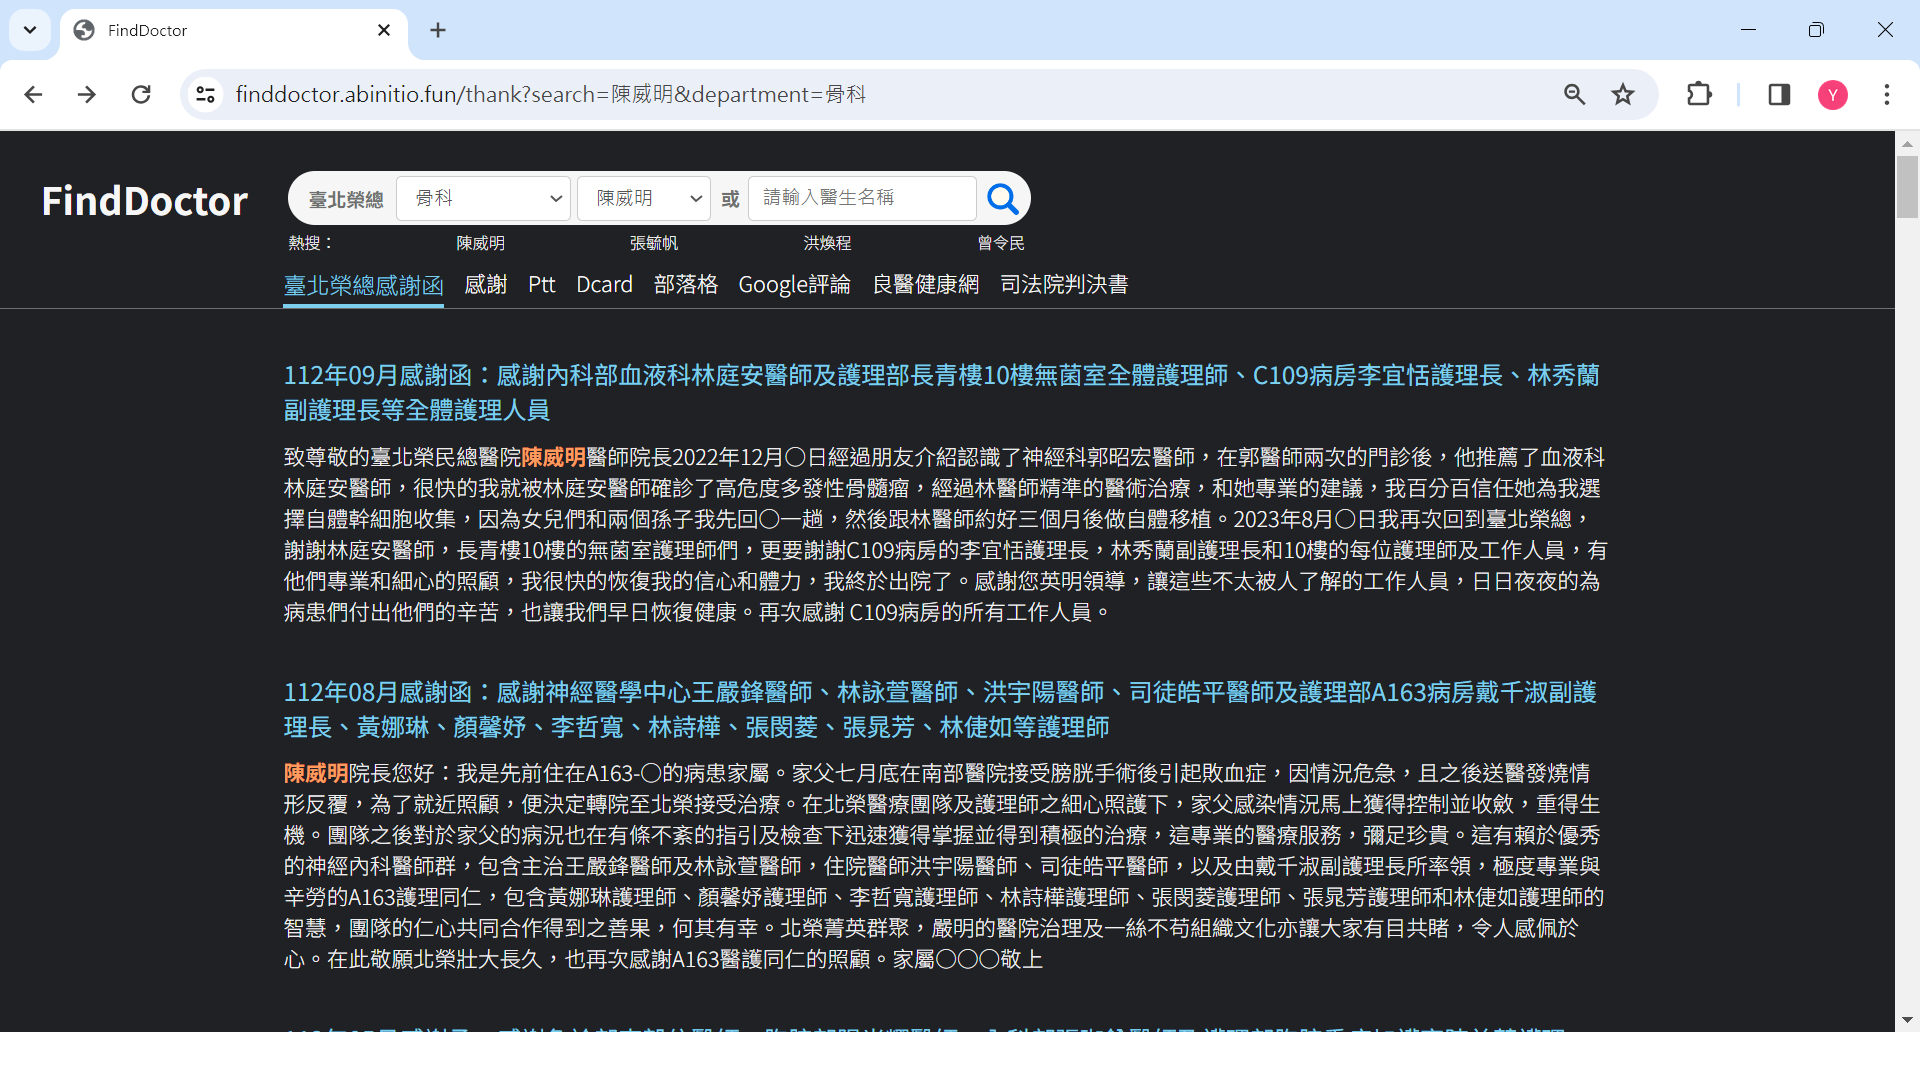 FindDoctor
finddoctor.abinitio.fun/thank?search=陳威明&department=骨科
Y
FindDoctor
臺北榮總 骨科 陳威明 或 請輸入醫生名稱
熱搜： 陳威明 張毓帆 洪煥程 曾令民
臺北榮總感謝函 感謝 Ptt Dcard 部落格 Google評論 良醫健康網 司法院判決書
112年09月感謝函：感謝內科部血液科林庭安醫師及護理部長青樓10樓無菌室全體護理師、C109病房李宜恬護理長、林秀蘭
副護理長等全體護理人員
致尊敬的臺北榮民總醫院陳威明醫師院長2022年12月〇日經過朋友介紹認識了神經科郭昭宏醫師，在郭醫師兩次的門診後，他推薦了血液科
林庭安醫師，很快的我就被林庭安醫師確診了高危度多發性骨髓瘤，經過林醫師精準的醫術治療，和她專業的建議，我百分百信任她為我選
擇自體幹細胞收集，因為女兒們和兩個孫子我先回〇一趟，然後跟林醫師約好三個月後做自體移植。2023年8月〇日我再次回到臺北榮總，
謝謝林庭安醫師，長青樓10樓的無菌室護理師們，更要謝謝C109病房的李宜恬護理長，林秀蘭副護理長和10樓的每位護理師及工作人員，有
他們專業和細心的照顧，我很快的恢復我的信心和體力，我終於出院了。感謝您英明領導，讓這些不太被人了解的工作人員，日日夜夜的為
病患們付出他們的辛苦，也讓我們早日恢復健康。再次感謝 C109病房的所有工作人員。
112年08月感謝函：感謝神經醫學中心王嚴鋒醫師、林詠萱醫師、洪宇陽醫師、司徒皓平醫師及護理部A163病房戴千淑副護
理長、黃娜琳、顏馨妤、李哲寬、林詩樺、張閔菱、張晁芳、林倢如等護理師
陳威明院長您好：我是先前住在A163-〇的病患家屬。家父七月底在南部醫院接受膀胱手術後引起敗血症，因情況危急，且之後送醫發燒情
形反覆，為了就近照顧，便決定轉院至北榮接受治療。在北榮醫療團隊及護理師之細心照護下，家父感染情況馬上獲得控制並收斂，重得生
機。團隊之後對於家父的病況也在有條不紊的指引及檢查下迅速獲得掌握並得到積極的治療，這專業的醫療服務，彌足珍貴。這有賴於優秀
的神經內科醫師群，包含主治王嚴鋒醫師及林詠萱醫師，住院醫師洪宇陽醫師、司徒皓平醫師，以及由戴千淑副護理長所率領，極度專業與
辛勞的A163護理同仁，包含黃娜琳護理師、顏馨妤護理師、李哲寬護理師、林詩樺護理師、張閔菱護理師、張晁芳護理師和林倢如護理師的
智慧，團隊的仁心共同合作得到之善果，何其有幸。北榮菁英群聚，嚴明的醫院治理及一絲不苟組織文化亦讓大家有目共睹，令人感佩於
心。在此敬願北榮壯大長久，也再次感謝A163醫護同仁的照顧。家屬〇〇〇敬上